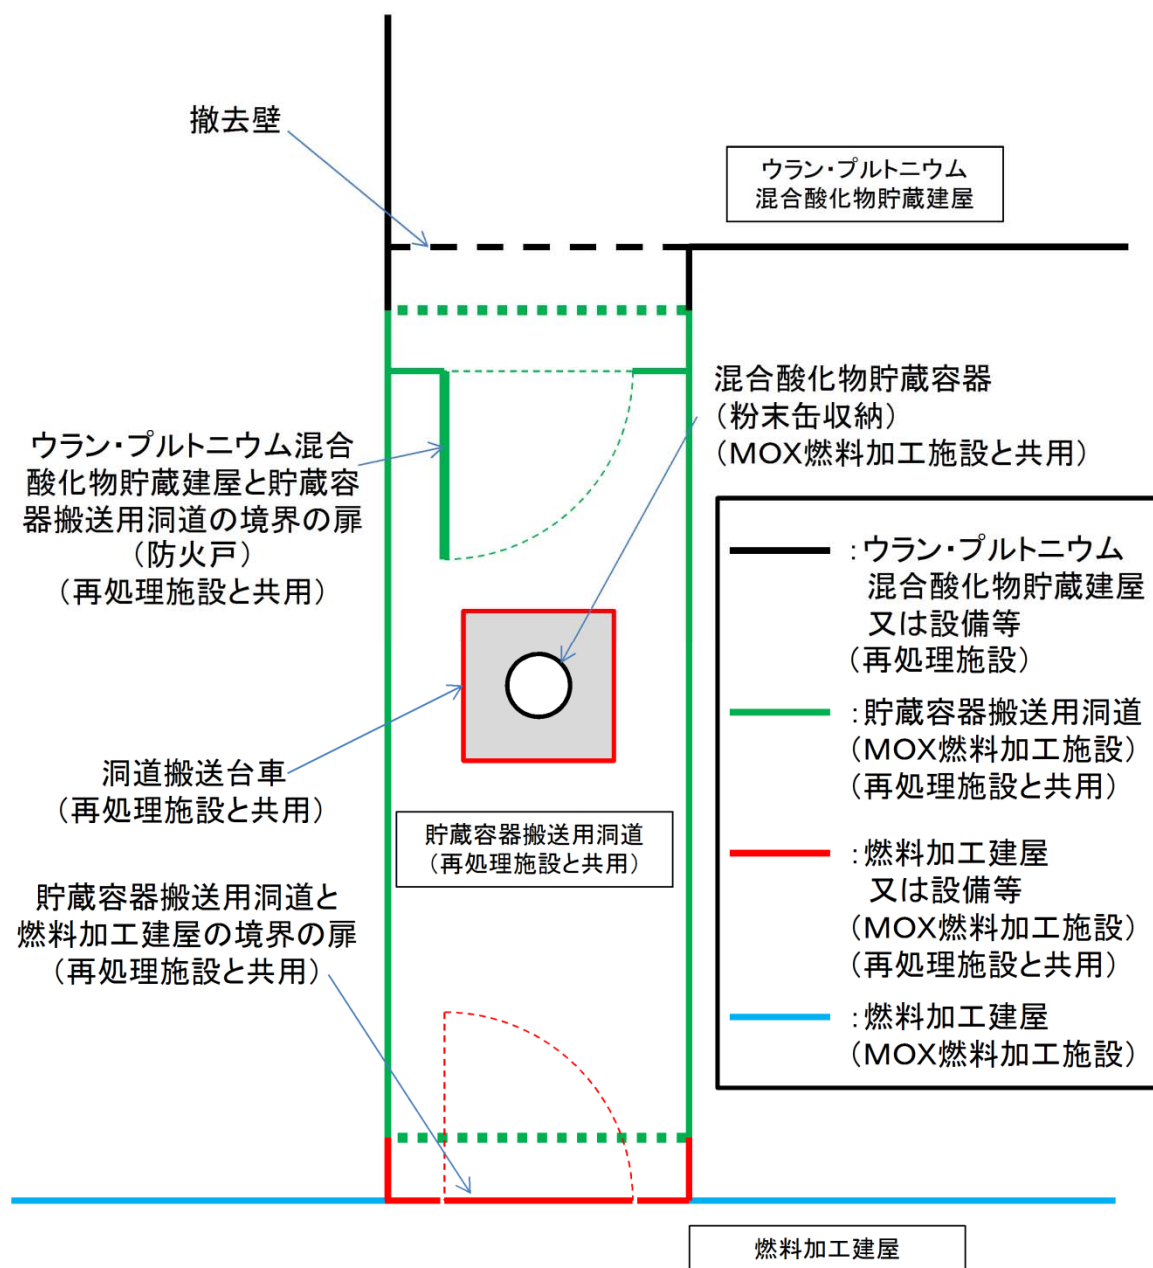 撤去壁
ウラン・プルトニウム
混合酸化物貯蔵建屋
混合酸化物貯蔵容器
（粉末缶収納）
（MOX燃料加工施設と共用）
ウラン・プルトニウム混合
酸化物貯蔵建屋と貯蔵容
器搬送用洞道の境界の扉
（防火戸）
（再処理施設と共用）
洞道搬送台車
（再処理施設と共用）
貯蔵容器搬送用洞道
（再処理施設と共用）
貯蔵容器搬送用洞道と
燃料加工建屋の境界の扉
（再処理施設と共用）
：ウラン・プルトニウム
混合酸化物貯蔵建屋
又は設備等
（再処理施設）
：貯蔵容器搬送用洞道
（MOX燃料加工施設）
（再処理施設と共用）
：燃料加工建屋
又は設備等
（MOX燃料加工施設）
（再処理施設と共用）
：燃料加工建屋
（MOX燃料加工施設）
燃料加工建屋